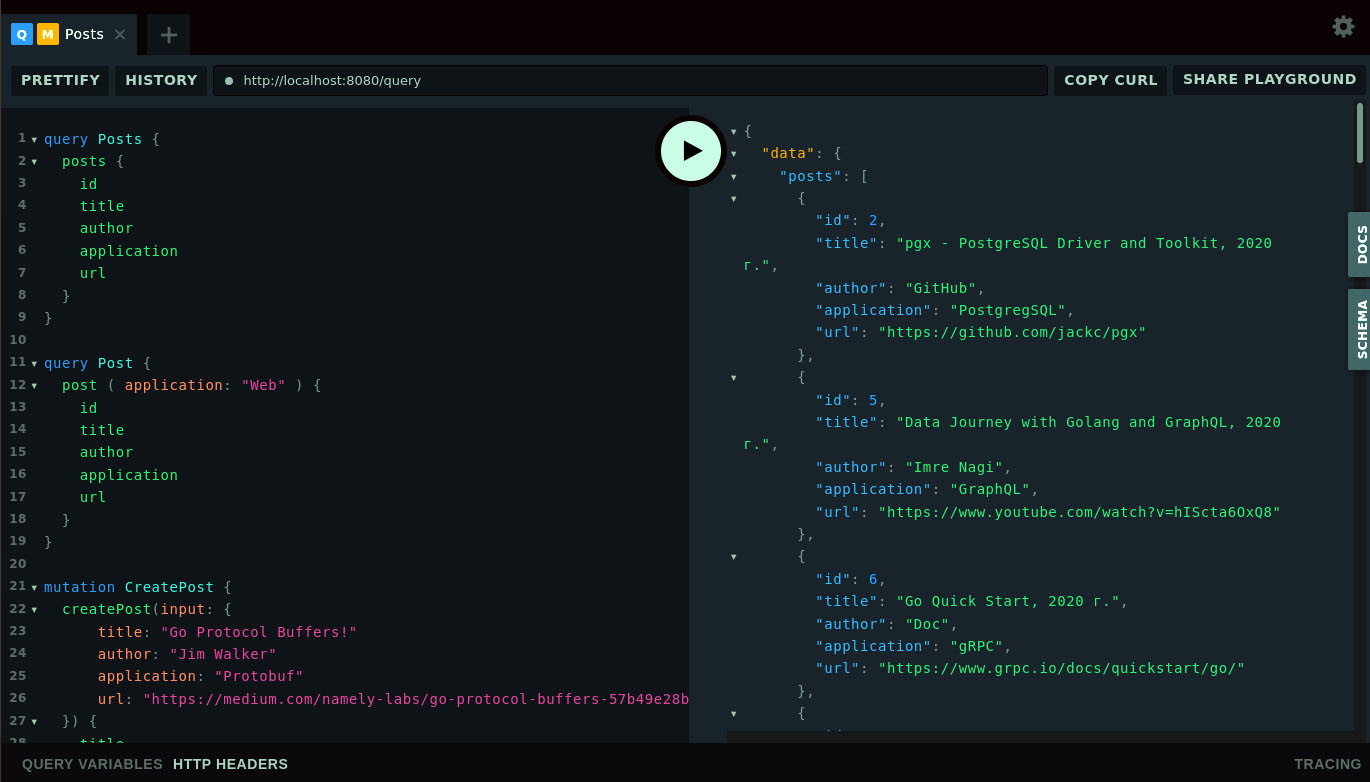 Q M Posts × +
PRETTIFY HISTORY http://localhost:8080/query COPY CURL SHARE PLAYGROUND
1 query Posts {
2 posts {
3 id
4 title
5 author
6 application
7 url
8 }
9 }
10
11 query Post {
12 post ( application: "Web" ) {
13 id
14 title
15 author
16 application
17 url
18 }
19 }
20
21 mutation CreatePost {
22 createPost(input: {
23 title: "Go Protocol Buffers!"
24 author: "Jim Walker"
25 application: "Protobuf"
26 url: "https://medium.com/namely-labs/go-protocol-buffers-57b49e28b
27 }) {
28 title
{
"data": {
"posts": [
{
"id": 2,
"title": "pgx - PostgreSQL Driver and Toolkit, 2020
г.",
"author": "GitHub",
"application": "PostgregSQL",
"url": "https://github.com/jackc/pgx"
},
{
"id": 5,
"title": "Data Journey with Golang and GraphQL, 2020
г.",
"author": "Imre Nagi",
"application": "GraphQL",
"url": "https://www.youtube.com/watch?v=hIScta6OxQ8"
},
{
"id": 6,
"title": "Go Quick Start, 2020 г.",
"author": "Doc",
"application": "gRPC",
"url": "https://www.grpc.io/docs/quickstart/go/"
},
{
DOCS
SCHEMA
QUERY VARIABLES HTTP HEADERS TRACING